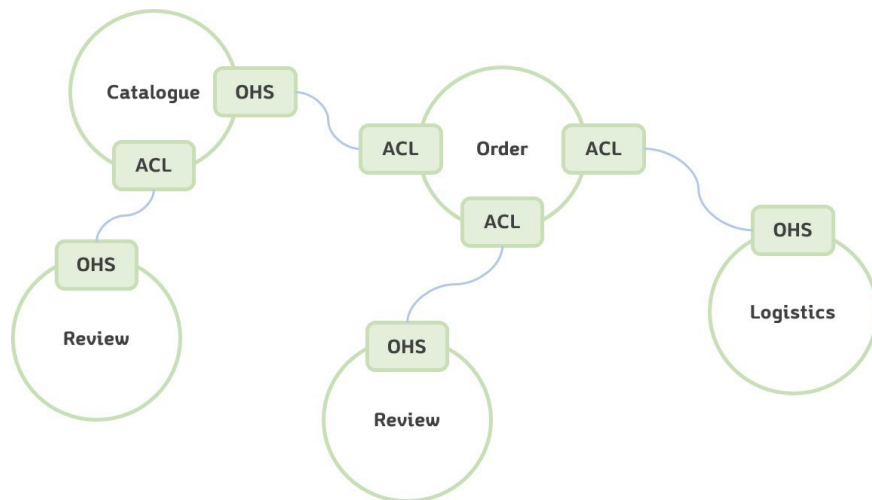 Catalogue
OHS
ACL
ACL
Order
ACL
ACL
OHS
OHS
Logistics
Review
OHS
Review